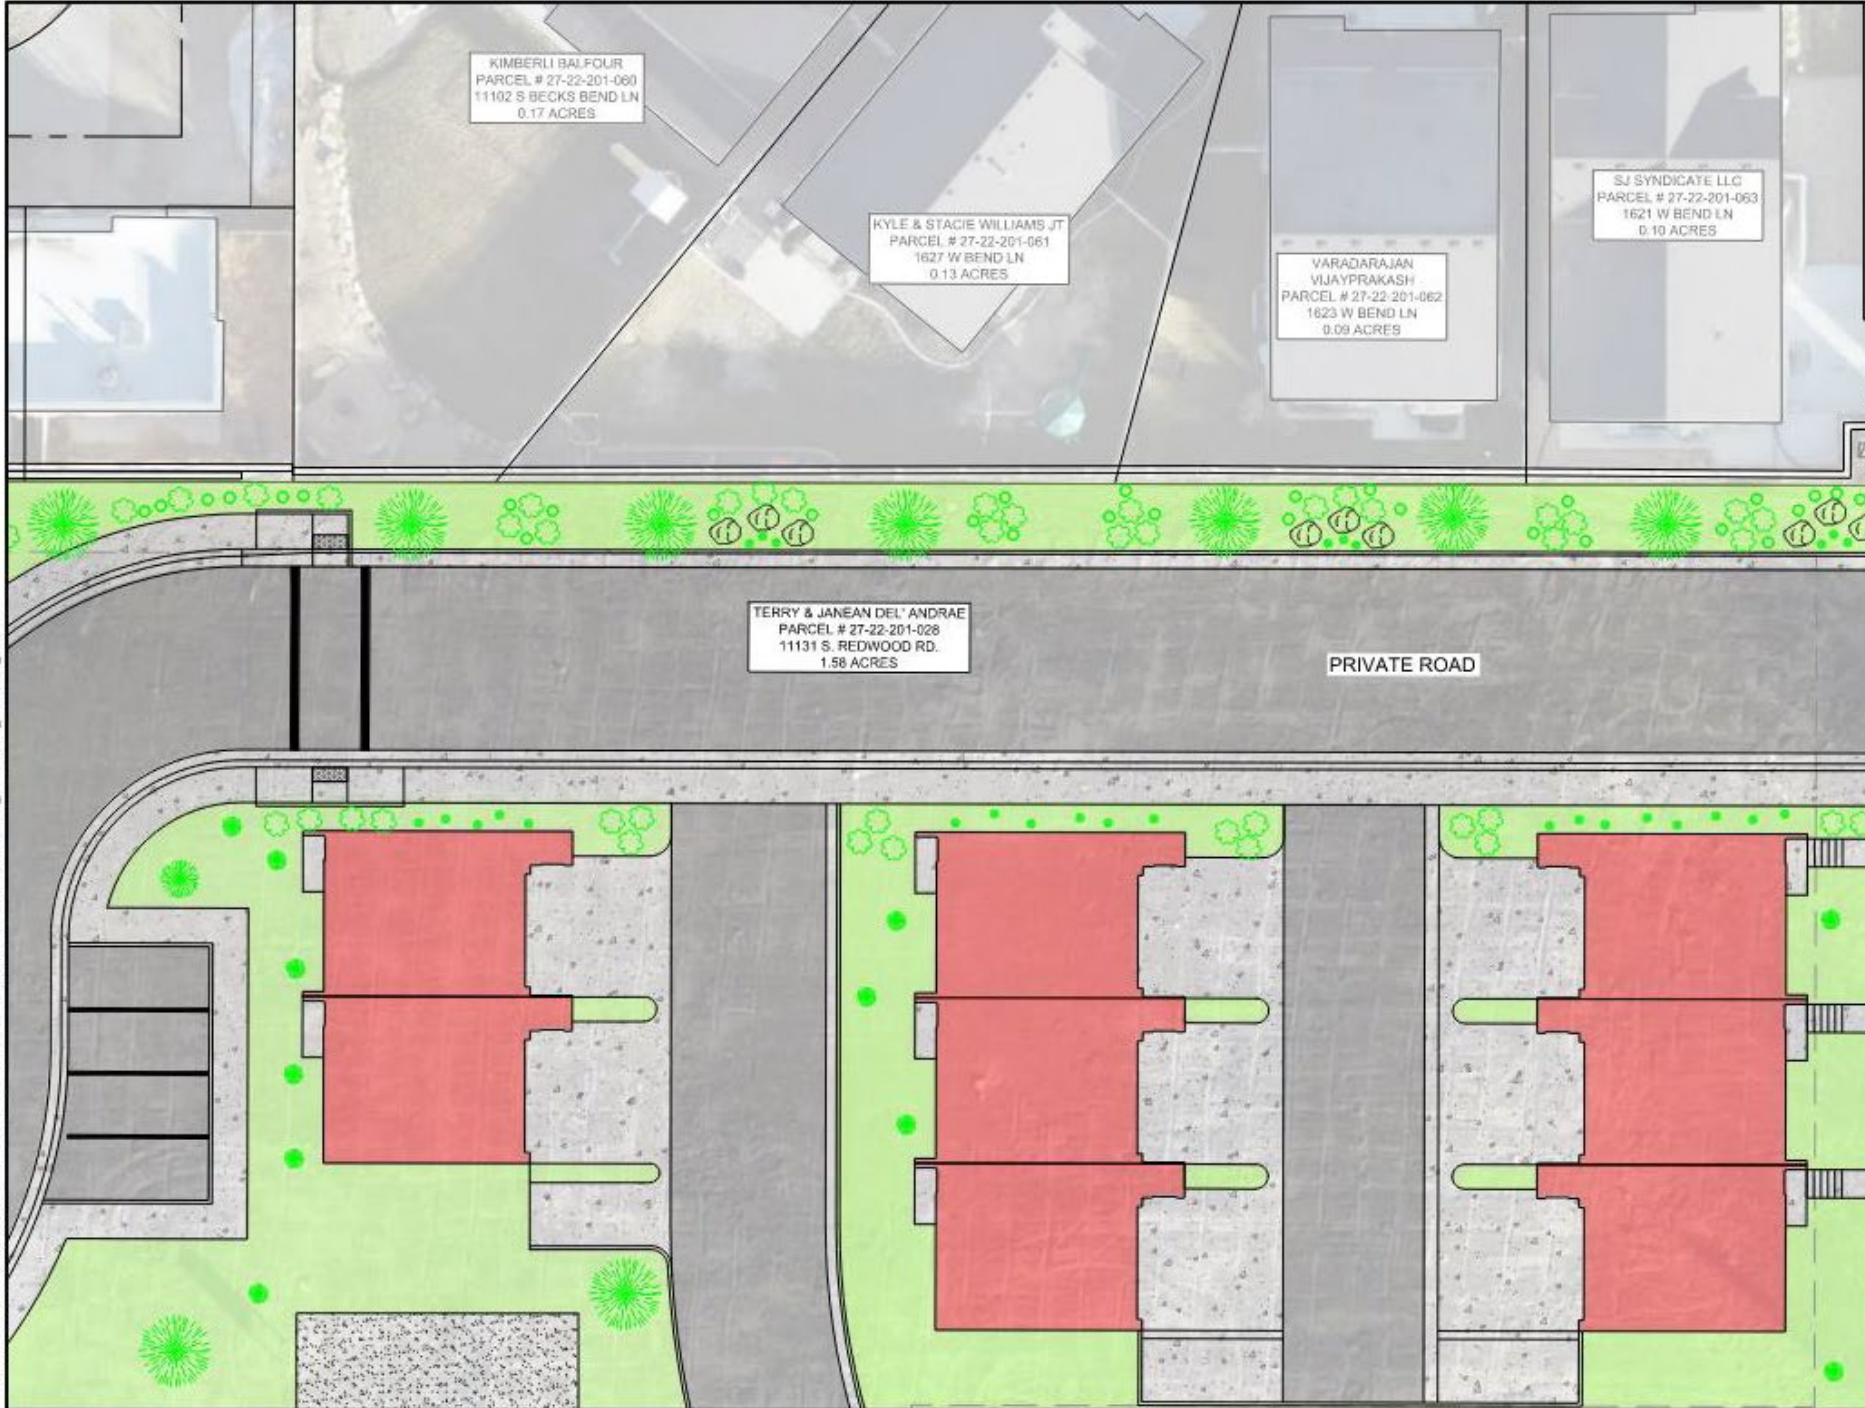 KIMBERLI BALFOUR
PARCEL # 27-22-201-060
11102 S BECKS BEND LN
0.17 ACRES
KYLE & STACIE WILLIAMS JT
PARCEL # 27-22-201-061
1627 W BEND LN
0.13 ACRES
VARADARAJAN
VIJAYPRAKASH
PARCEL # 27-22-201-062
1623 W BEND LN
0.09 ACRES
SJ SYNDICATE LLC
PARCEL # 27-22-201-063
1621 W BEND LN
0.10 ACRES
TERRY & JANEAN DEL' ANDRAE
PARCEL # 27-22-201-028
11131 S. REDWOOD RD.
1.58 ACRES
PRIVATE ROAD